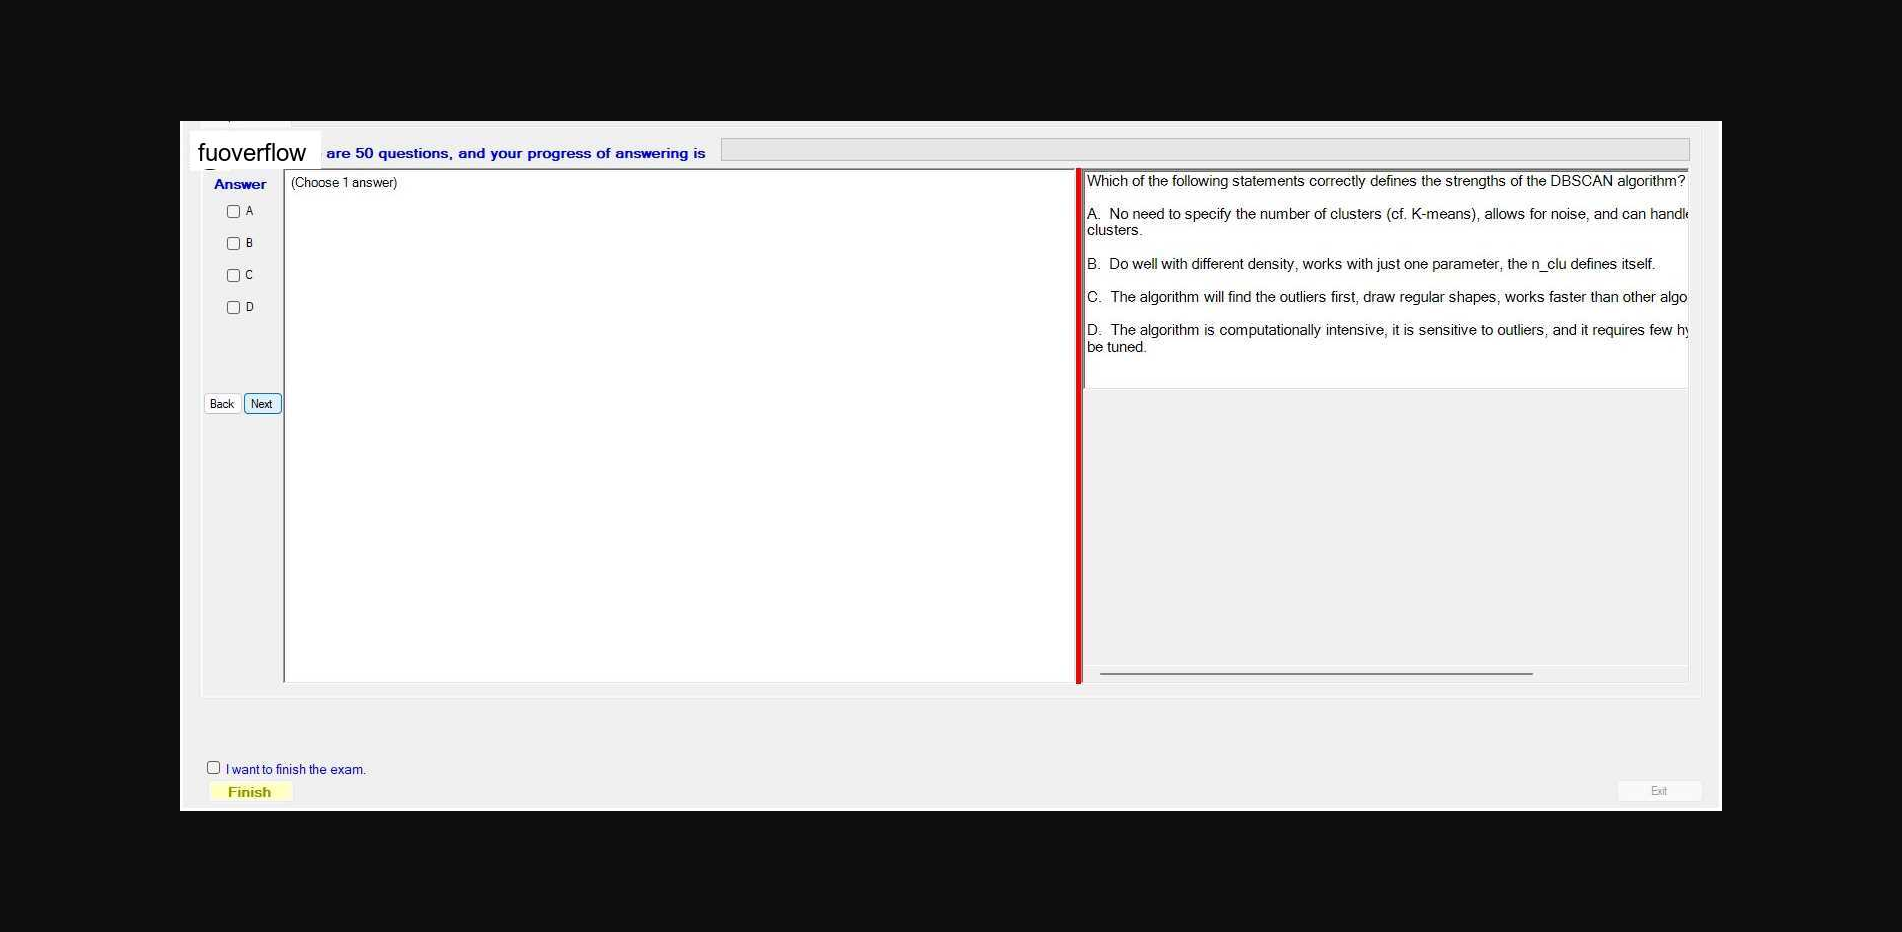 fuoverflow are 50 questions, and your progress of answering is
Answer
A
B
C
D
Back Next
(Choose 1 answer)
Which of the following statements correctly defines the strengths of the DBSCAN algorithm?
A. No need to specify the number of clusters (cf. K-means), allows for noise, and can handle
clusters.
B. Do well with different density, works with just one parameter, the n_clu defines itself.
C. The algorithm will find the outliers first, draw regular shapes, works faster than other algo
D. The algorithm is computationally intensive, it is sensitive to outliers, and it requires few hy
be tuned.
I want to finish the exam.
Finish
Exit